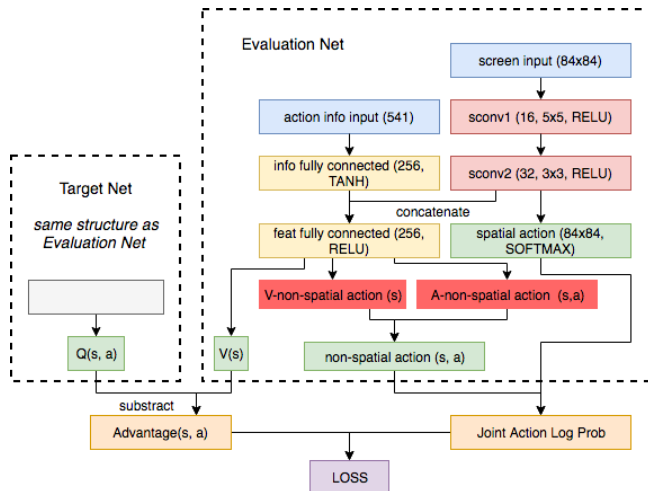 Evaluation Net
screen input (84x84)
action info input (541)
sconv1 (16, 5x5, RELU)
info fully connected (256,
TANH)
sconv2 (32, 3x3, RELU)
Target Net
same structure as
Evaluation Net
concatenate
feat fully connected (256,
RELU)
spatial action (84x84,
SOFTMAX)
V-non-spatial action (s)
A-non-spatial action (s,a)
Q(s, a)
V(s)
non-spatial action (s, a)
substract
Advantage(s, a)
Joint Action Log Prob
LOSS